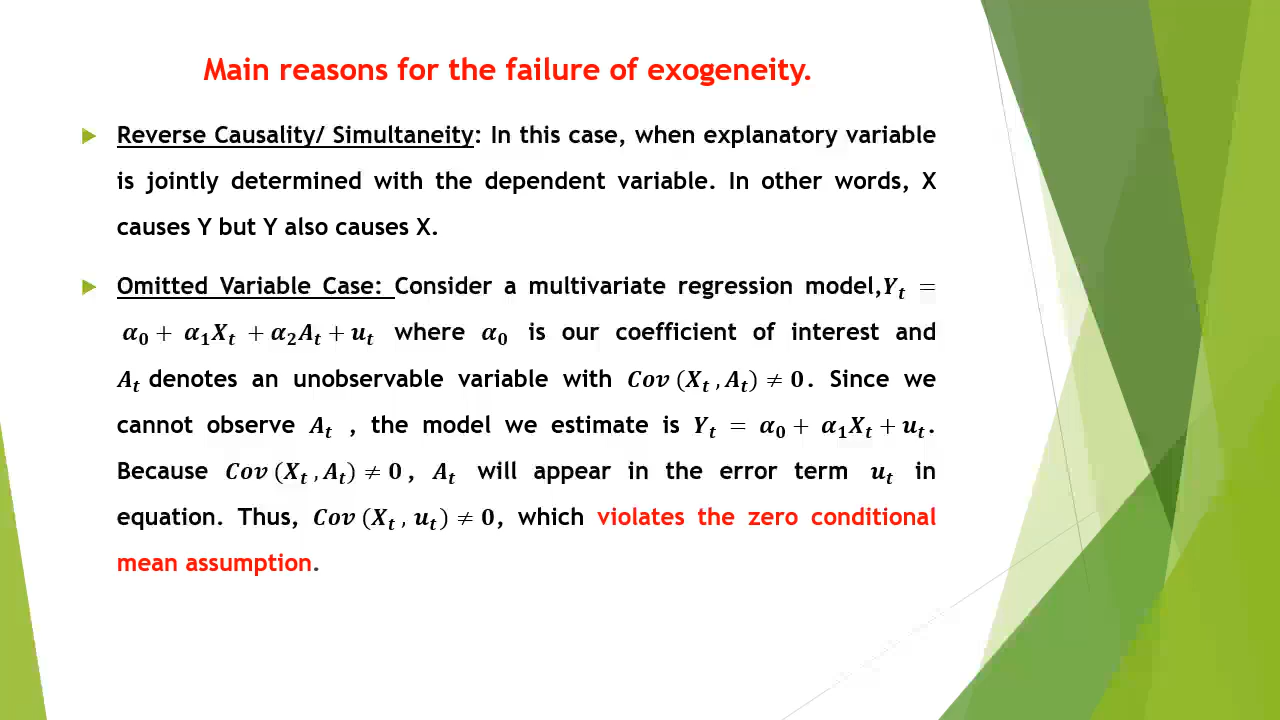 Main reasons for the failure of exogeneity.
Reverse Causality/ Simultaneity: In this case, when explanatory variable
is jointly determined with the dependent variable. In other words, X
causes Y but Y also causes X.
Omitted Variable Case: Consider a multivariate regression model,Yₜ =
α₀ + α₁Xₜ + α₂Aₜ + uₜ where α₀ is our coefficient of interest and
Aₜ denotes an unobservable variable with Cov (Xₜ , Aₜ) ≠ 0. Since we
cannot observe Aₜ , the model we estimate is Yₜ = α₀ + α₁Xₜ + uₜ.
Because Cov (Xₜ , Aₜ) ≠ 0 , Aₜ will appear in the error term uₜ in
equation. Thus, Cov (Xₜ , uₜ) ≠ 0, which violates the zero conditional
mean assumption.